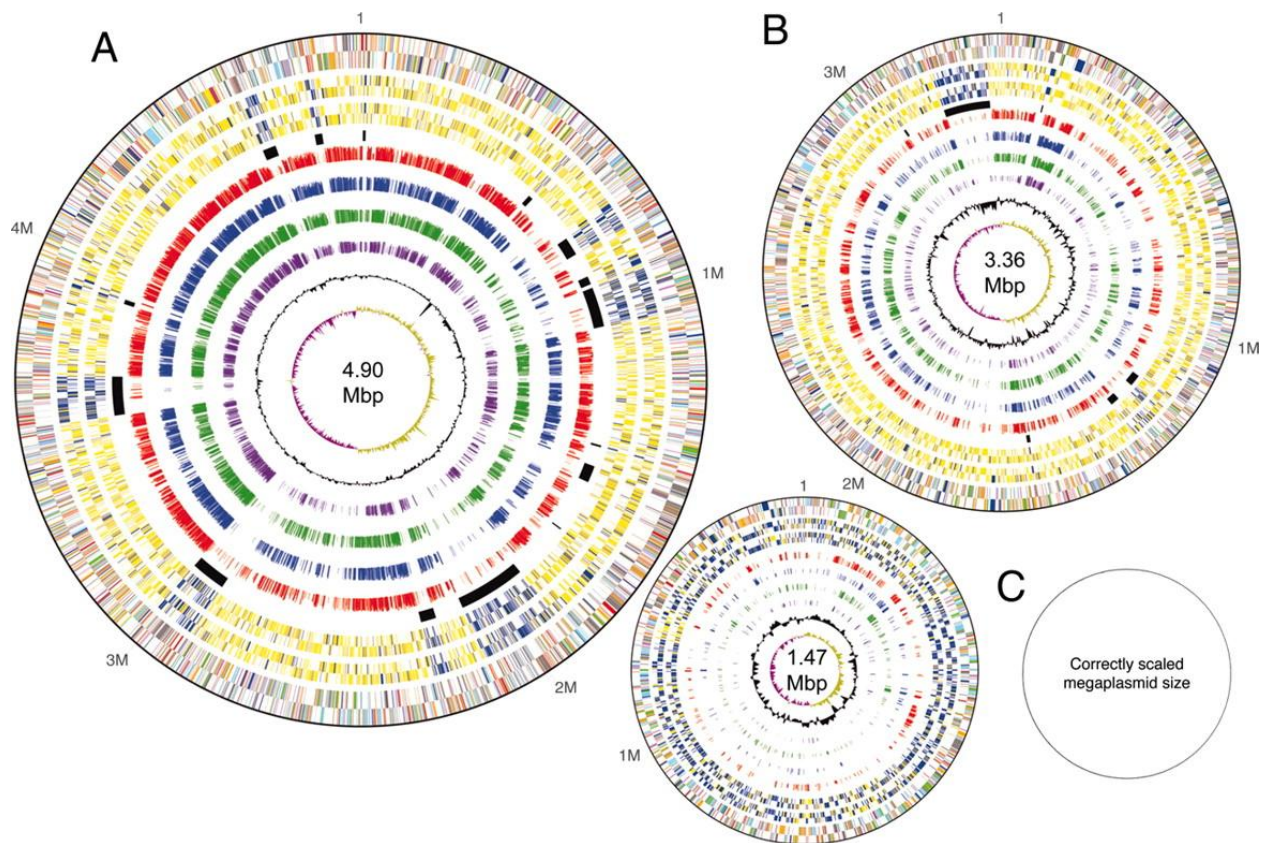 A
1
1M
2M
3M
4M
4.90
Mbp
B
1
1M
2M
3M
3.36
Mbp
1
1M
1.47
Mbp
C
Correctly scaled
megaplasmid size